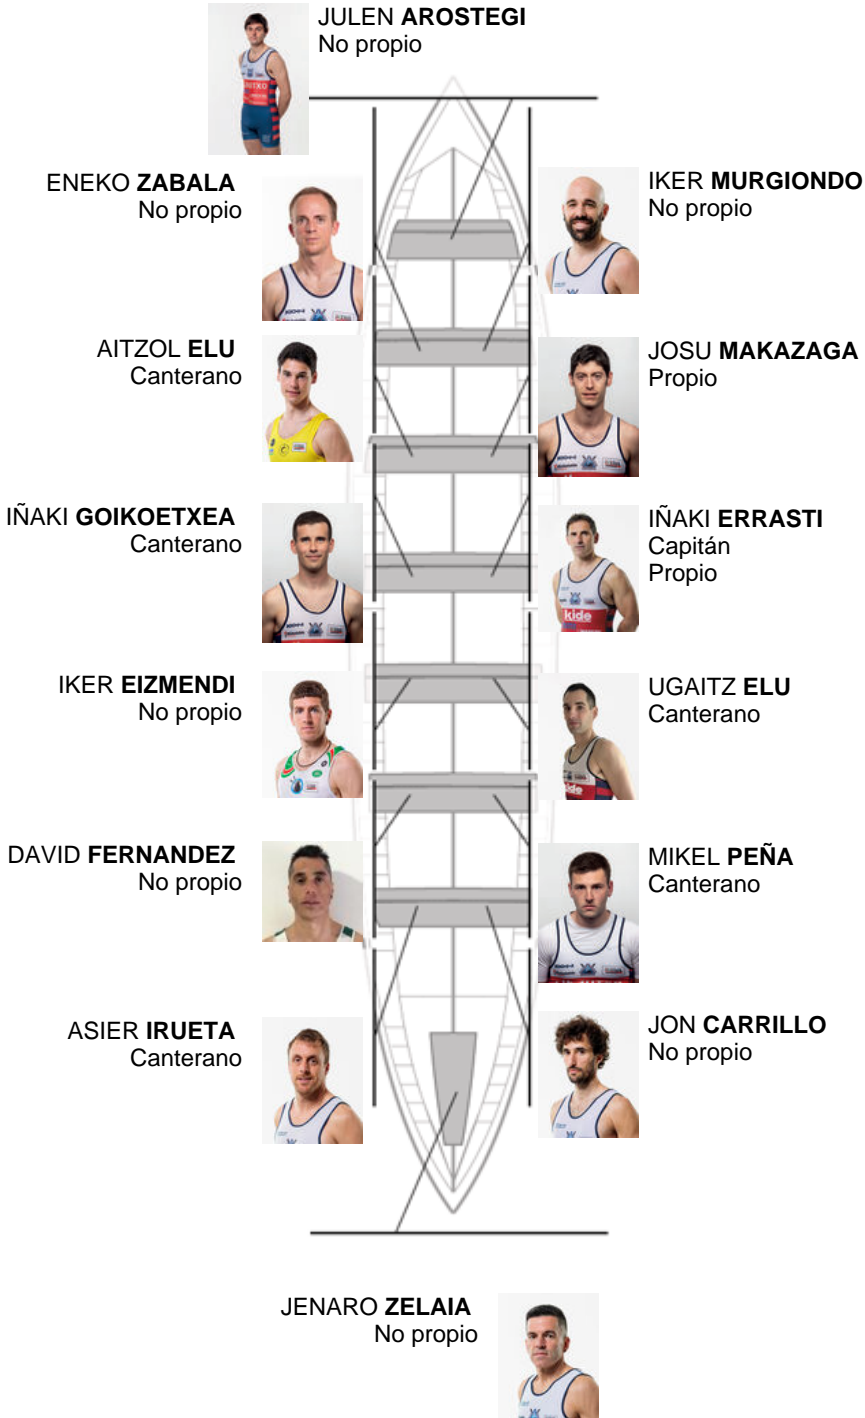 JULEN AROSTEGI
No propio
ENEKO ZABALA
No propio
IKER MURGIONDO
No propio
AITZOL ELU
Canterano
JOSU MAKAZAGA
Propio
IÑAKI GOIKOETXEA
Canterano
IÑAKI ERRASTI
Capitán
Propio
kide
IKER EIZMENDI
No propio
UGAITZ ELU
Canterano
kide
DAVID FERNANDEZ
No propio
MIKEL PEÑA
Canterano
ASIER IRUETA
Canterano
JON CARRILLO
No propio
JENARO ZELAIA
No propio